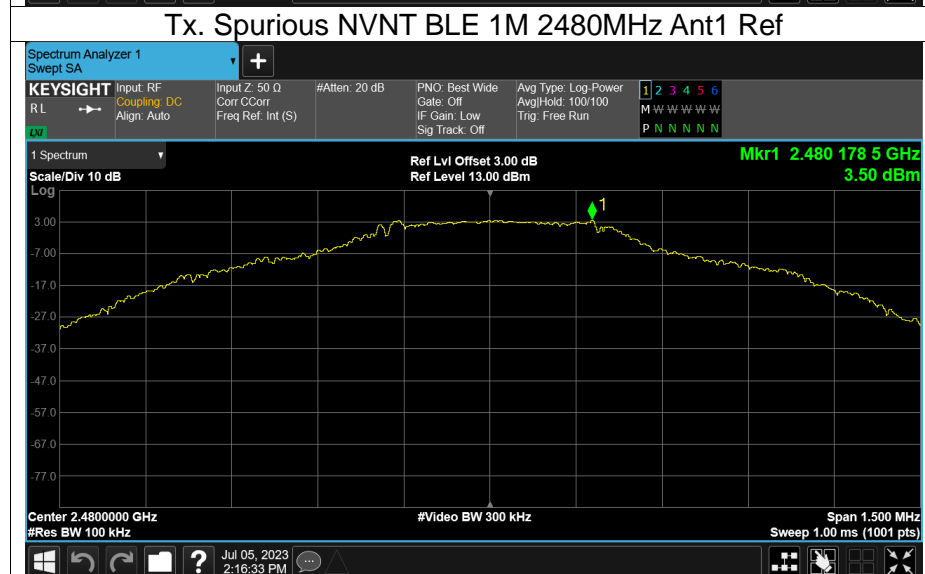 Tx. Spurious NVNT BLE 1M 2480MHz Ant1 Ref
Spectrum Analyzer 1
Swept SA
+
KEYSIGHT
R L
LXI
Input: RF
Coupling: DC
Align: Auto
Input Z: 50 Ω
Corr CCorr
Freq Ref: Int (S)
#Atten: 20 dB
PNO: Best Wide
Gate: Off
IF Gain: Low
Sig Track: Off
Avg Type: Log-Power
Avg|Hold: 100/100
Trig: Free Run
1 2 3 4 5 6
M W W W W W
P N N N N N
1 Spectrum
Scale/Div 10 dB
Ref Lvl Offset 3.00 dB
Ref Level 13.00 dBm
Mkr1 2.480 178 5 GHz
3.50 dBm
Log
1
3.00
-7.00
-17.0
-27.0
-37.0
-47.0
-57.0
-67.0
-77.0
Center 2.4800000 GHz
#Res BW 100 kHz
#Video BW 300 kHz
Span 1.500 MHz
Sweep 1.00 ms (1001 pts)
?
Jul 05, 2023
2:16:33 PM